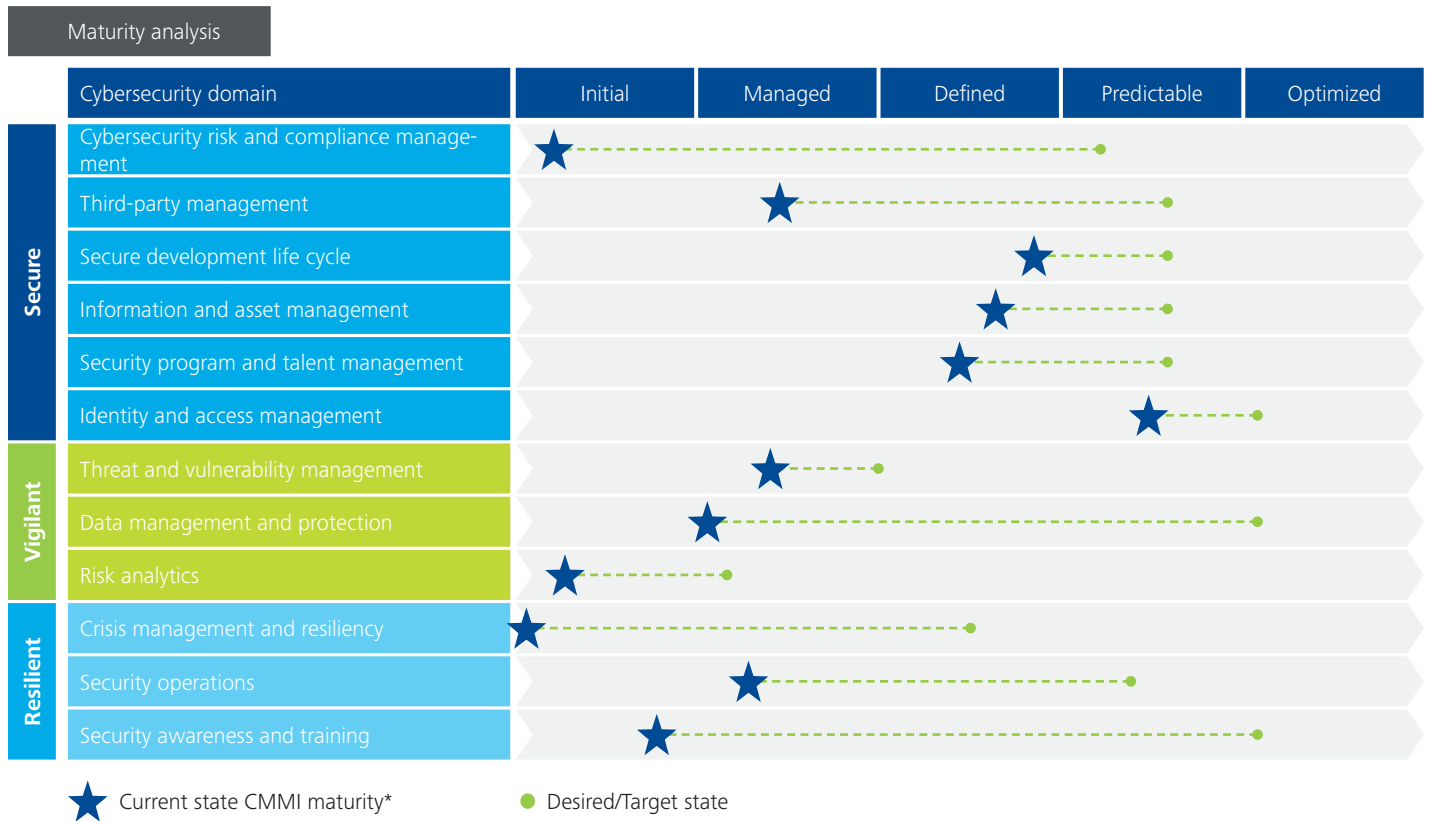 Maturity analysis
Cybersecurity domain
Initial
Managed
Defined
Predictable
Optimized
Secure
Cybersecurity risk and compliance manage-
ment
Third-party management
Secure development life cycle
Information and asset management
Security program and talent management
Identity and access management
Vigilant
Threat and vulnerability management
Data management and protection
Risk analytics
Resilient
Crisis management and resiliency
Security operations
Security awareness and training
Current state CMMI maturity*
Desired/Target state